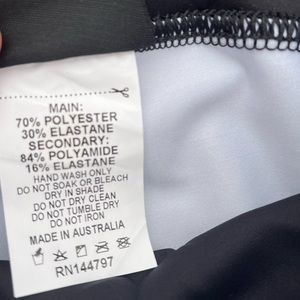 MAIN:
70% POLYESTER
30% ELASTANE
SECONDARY:
84% POLYAMIDE
16% ELASTANE
HAND WASH ONLY
DO NOT SOAK OR BLEACH
DRY IN SHADE
DO NOT DRY CLEAN
DO NOT TUMBLE DRY
DO NOT IRON
MADE IN AUSTRALIA
RN144797